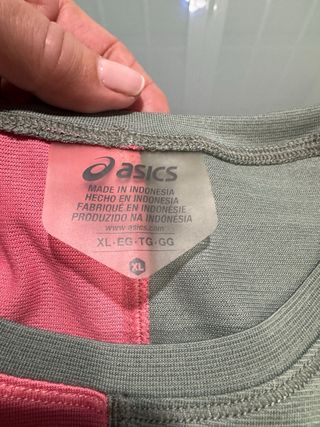 asics
MADE IN INDONESIA
HECHO EN INDONESIA
FABRIQUÉ EN INDONÉSIE
PRODUZIDO NA INDONÉSIA
www.asics.com
XL·EG·TG·GG
XL